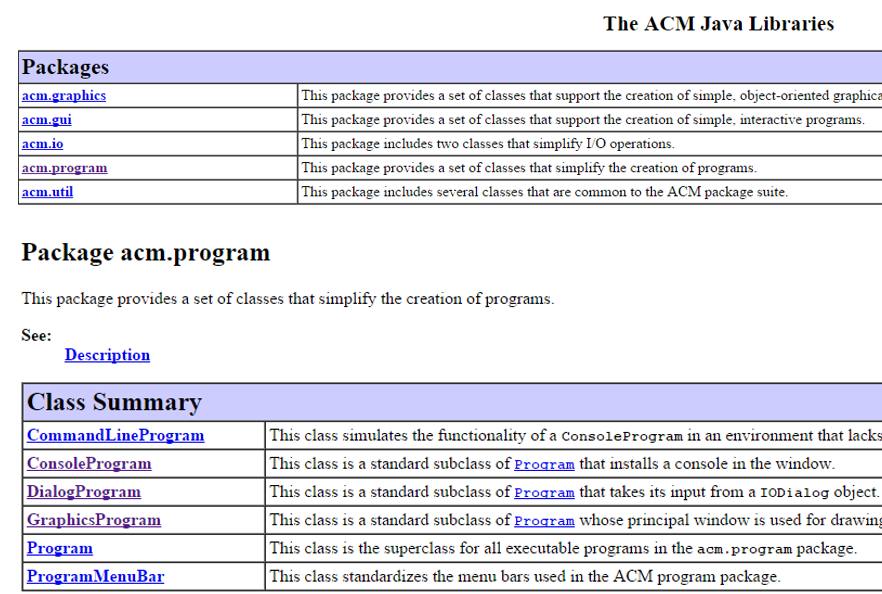 The ACM Java Libraries
Packages
acm.graphics This package provides a set of classes that support the creation of simple, object-oriented graphica
acm.gui This package provides a set of classes that support the creation of simple, interactive programs.
acm.io This package includes two classes that simplify I/O operations.
acm.program This package provides a set of classes that simplify the creation of programs.
acm.util This package includes several classes that are common to the ACM package suite.
Package acm.program
This package provides a set of classes that simplify the creation of programs.
See:
Description
Class Summary
CommandLineProgram This class simulates the functionality of a ConsoleProgram in an environment that lacks
ConsoleProgram This class is a standard subclass of Program that installs a console in the window.
DialogProgram This class is a standard subclass of Program that takes its input from a IODialog object.
GraphicsProgram This class is a standard subclass of Program whose principal window is used for drawing
Program This class is the superclass for all executable programs in the acm.program package.
ProgramMenuBar This class standardizes the menu bars used in the ACM program package.